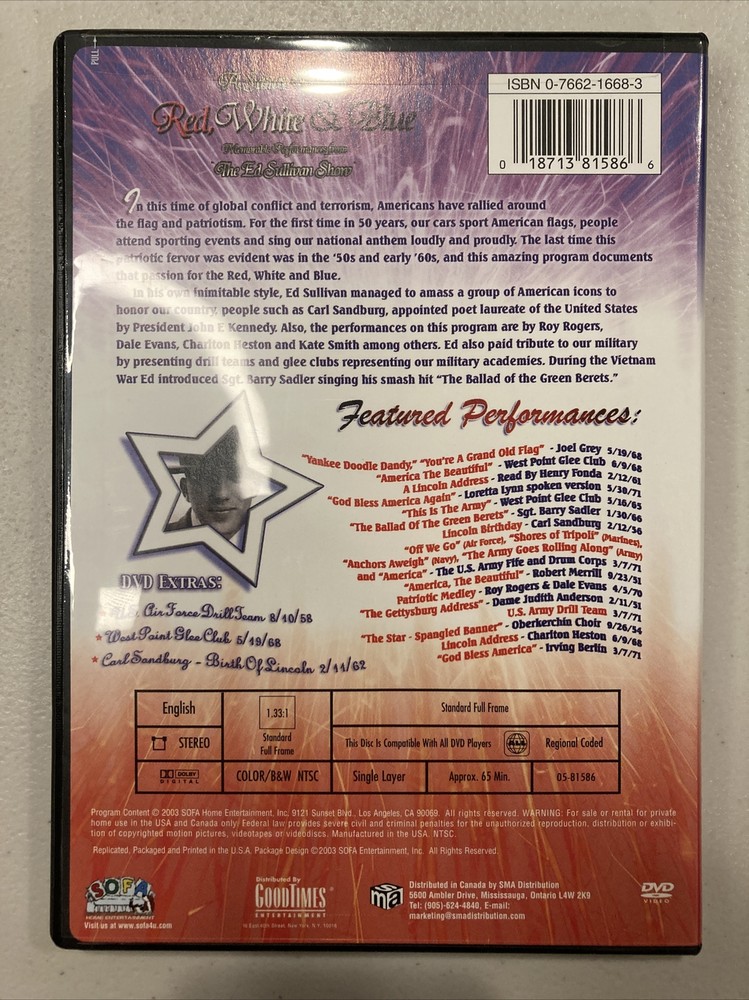 PULL
A Salute to
Red, White & Blue
Memorable Performances from
"The Ed Sullivan Show"
ISBN 0-7662-1668-3
0 18713 81586 6
In this time of global conflict and terrorism, Americans have rallied around
the flag and patriotism. For the first time in 50 years, our cars sport American flags, people
attend sporting events and sing our national anthem loudly and proudly. The last time this
patriotic fervor was evident was in the '50s and early '60s, and this amazing program documents
that passion for the Red, White and Blue.
In his own inimitable style, Ed Sullivan managed to amass a group of American icons to
honor our country, people such as Carl Sandburg, appointed poet laureate of the United States
by President John F. Kennedy. Also, the performances on this program are by Roy Rogers,
Dale Evans, Charlton Heston and Kate Smith among others. Ed also paid tribute to our military
by presenting drill teams and glee clubs representing our military academies. During the Vietnam
War Ed introduced Sgt. Barry Sadler singing his smash hit "The Ballad of the Green Berets."
Featured Performances:
"Yankee Doodle Dandy," "You're A Grand Old Flag" - Joel Grey 5/19/68
"America The Beautiful" - West Point Glee Club 6/9/68
A Lincoln Address - Read By Henry Fonda 2/12/61
"God Bless America Again" - Loretta Lynn spoken version 5/30/71
"This Is The Army" - West Point Glee Club 5/16/65
"The Ballad Of The Green Berets" - Sgt. Barry Sadler 1/30/66
Lincoln Birthday - Carl Sandburg 2/12/56
"Off We Go" (Air Force), "Shores of Tripoli" (Marines),
"Anchors Aweigh" (Navy), "The Army Goes Rolling Along" (Army)
and "America" - The U.S. Army Fife and Drum Corps 3/7/71
"America, The Beautiful" - Robert Merrill 9/23/51
Patriotic Medley - Roy Rogers & Dale Evans 4/5/70
"The Gettysburg Address" - Dame Judith Anderson 2/11/51
U.S. Army Drill Team 3/7/71
"The Star - Spangled Banner" - Oberkerchin Choir 9/26/54
Lincoln Address - Charlton Heston 6/9/68
"God Bless America" - Irving Berlin 3/7/71
DVD Extras:
Air Force Drill Team 8/10/58
* West Point Glee Club 5/19/68
* Carl Sandburg - Birth Of Lincoln 2/11/62
English
1.33:1
Standard
Full Frame
Standard Full Frame
STEREO
This Disc Is Compatible With All DVD Players
Regional Coded
DOLBY
DIGITAL
COLOR/B&W NTSC
Single Layer
Approx. 65 Min.
05-81586
Program Content © 2003 SOFA Home Entertainment, Inc. 9121 Sunset Blvd., Los Angeles, CA 90069. All rights reserved. WARNING: For sale or rental for private
home use in the USA and Canada only! Federal law provides severe civil and criminal penalties for the unauthorized reproduction, distribution or exhibi-
tion of copyrighted motion pictures, videotapes or videodiscs. Manufactured in the USA. NTSC.
Replicated, Packaged and Printed in the U.S.A. Package Design ©2003 SOFA Entertainment, Inc. All Rights Reserved.
SOFA
HOME ENTERTAINMENT
Visit us at www.sofa4u.com
Distributed By
GOODTIMES
ENTERTAINMENT
16 East 40th Street, New York, N.Y. 10016
sma
Distributed in Canada by SMA Distribution
5600 Ambler Drive, Mississauga, Ontario L4W 2K9
Tel: (905)-624-4840, E-mail:
marketing@smadistribution.com
DVD
VIDEO